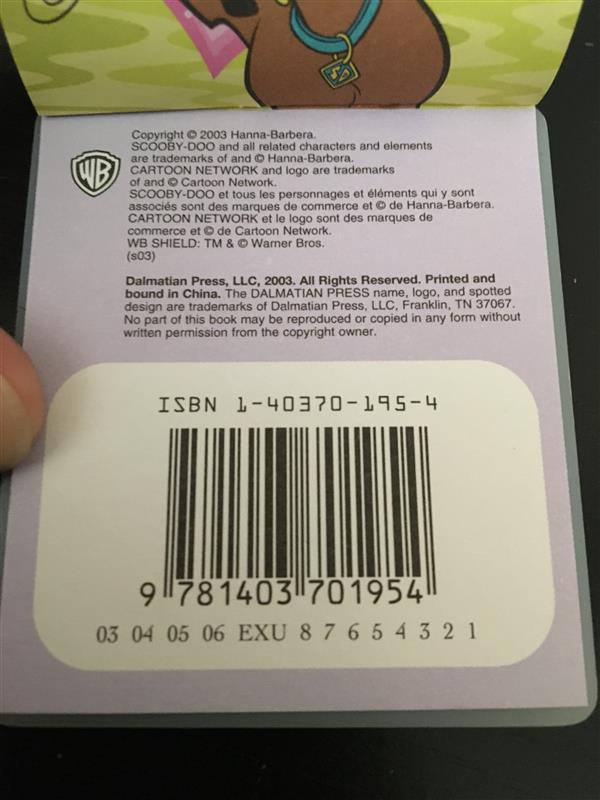 SD
WB
Copyright © 2003 Hanna-Barbera.
SCOOBY-DOO and all related characters and elements
are trademarks of and © Hanna-Barbera.
CARTOON NETWORK and logo are trademarks
of and © Cartoon Network.
SCOOBY-DOO et tous les personnages et éléments qui y sont
associés sont des marques de commerce et © de Hanna-Barbera.
CARTOON NETWORK et le logo sont des marques de
commerce et © de Cartoon Network.
WB SHIELD: TM & © Warner Bros.
(s03)
Dalmatian Press, LLC, 2003. All Rights Reserved. Printed and
bound in China. The DALMATIAN PRESS name, logo, and spotted
design are trademarks of Dalmatian Press, LLC, Franklin, TN 37067.
No part of this book may be reproduced or copied in any form without
written permission from the copyright owner.
ISBN 1-40370-195-4
9 781403 701954
03 04 05 06 EXU 8 7 6 5 4 3 2 1